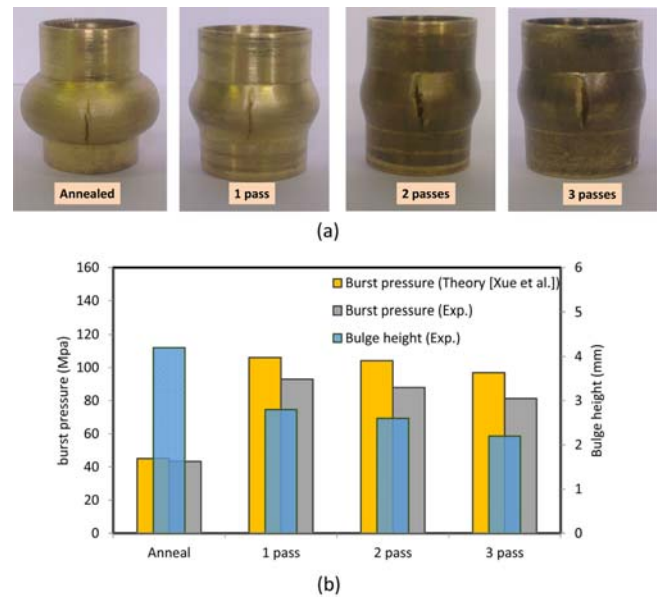 Annealed
1 pass
2 passes
3 passes
(a)
160
140
120
100
80
60
40
20
0
burst pressure (Mpa)
Burst pressure (Theory [Xue et al.])
Burst pressure (Exp.)
Bulge height (Exp.)
6
5
4
3
2
1
0
Bulge height (mm)
Anneal
1 pass
2 pass
3 pass
(b)